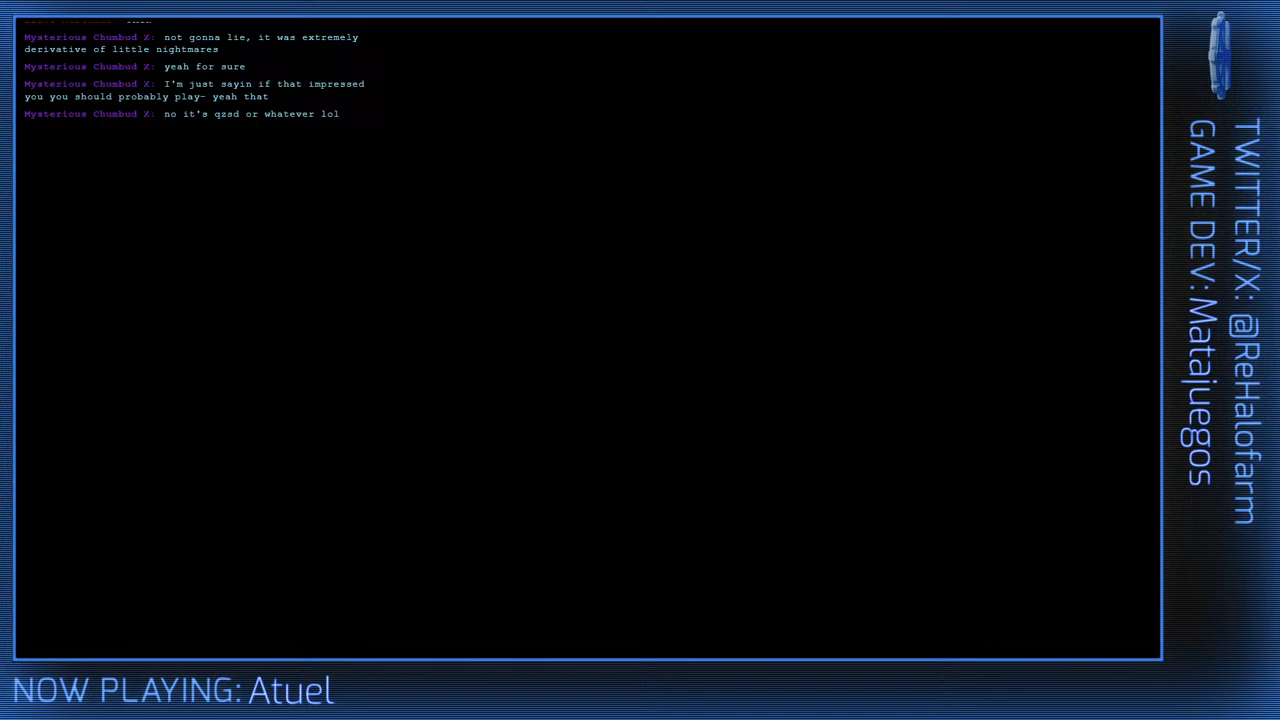 Mysterious Chumbud X: not gonna lie, it was extremely
derivative of little nightmares
Mysterious Chumbud X: yeah for sure
Mysterious Chumbud X: I'm just sayin if that impressed
you you should probably play- yeah that
Mysterious Chumbud X: no it's qzsd or whatever lol
TWITTER/X: @ReHalofarm
GAME DEV: Matajuegos
NOW PLAYING: Atuel